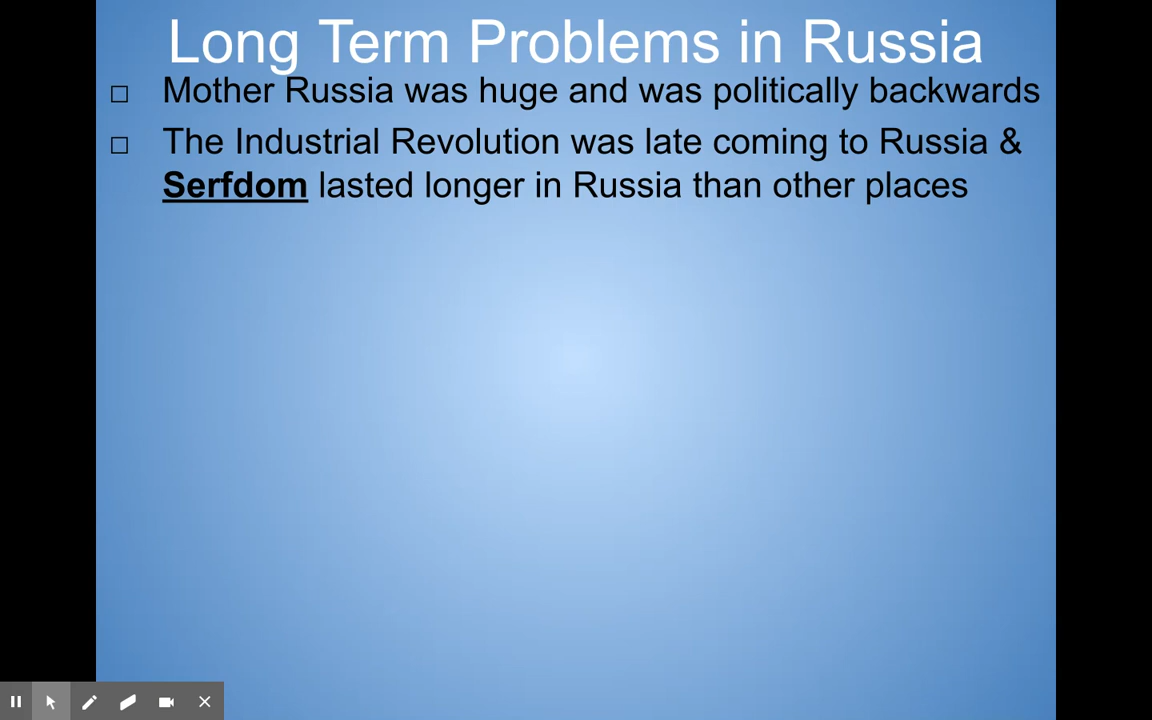 Long Term Problems in Russia
□ Mother Russia was huge and was politically backwards
□ The Industrial Revolution was late coming to Russia &
Serfdom lasted longer in Russia than other places